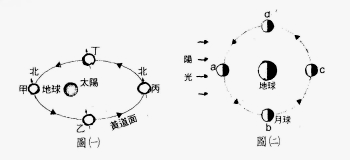 丁
北
北
甲
地球
太陽
丙
乙
黃道面
圖(一)
d
陽
光
a
c
地球
b
月球
圖(二)